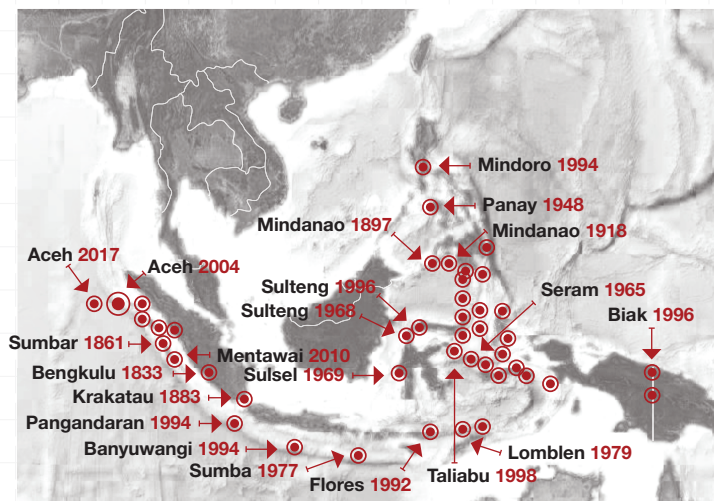 Mindoro 1994
Panay 1948
Mindanao 1897
Mindanao 1918
Aceh 2017
Aceh 2004
Sulteng 1996
Seram 1965
Sulteng 1968
Biak 1996
Sumbar 1861
Mentawai 2010
Bengkulu 1833
Sulsel 1969
Krakatau 1883
Pangandaran 1994
Banyuwangi 1994
Lomblen 1979
Sumba 1977
Taliabu 1998
Flores 1992